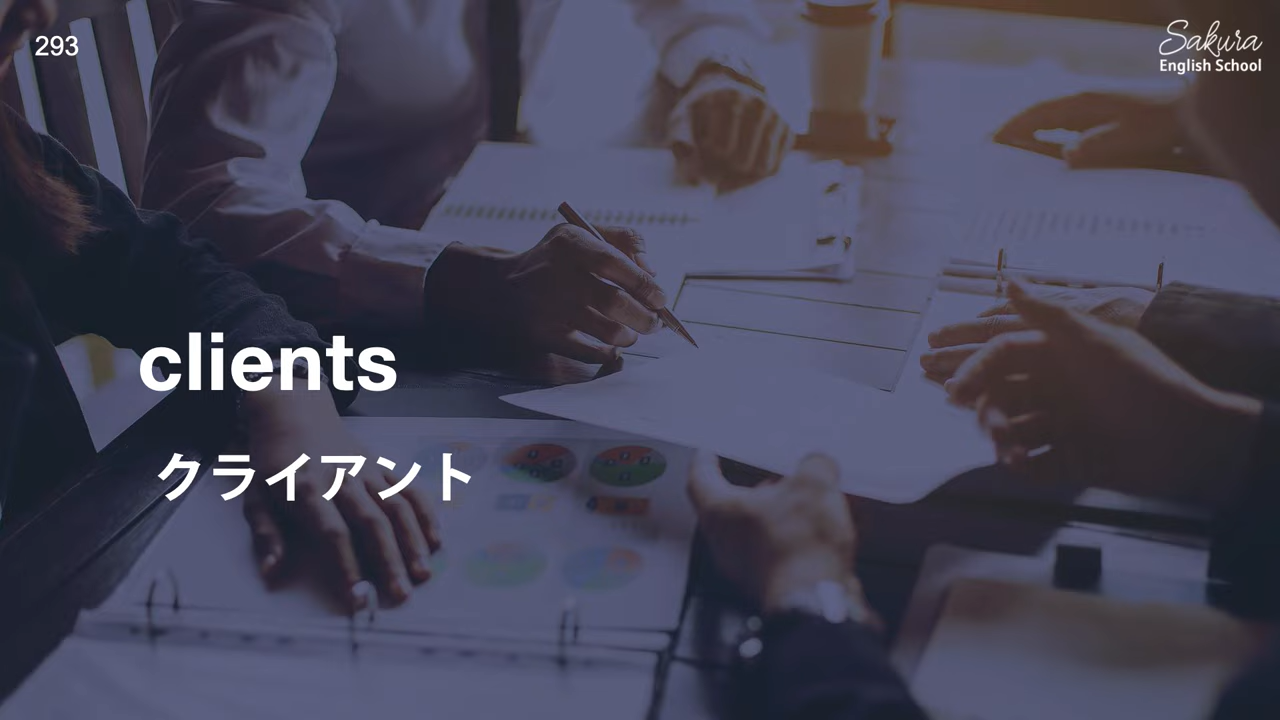 293
Sakura
English School
clients
クライアント